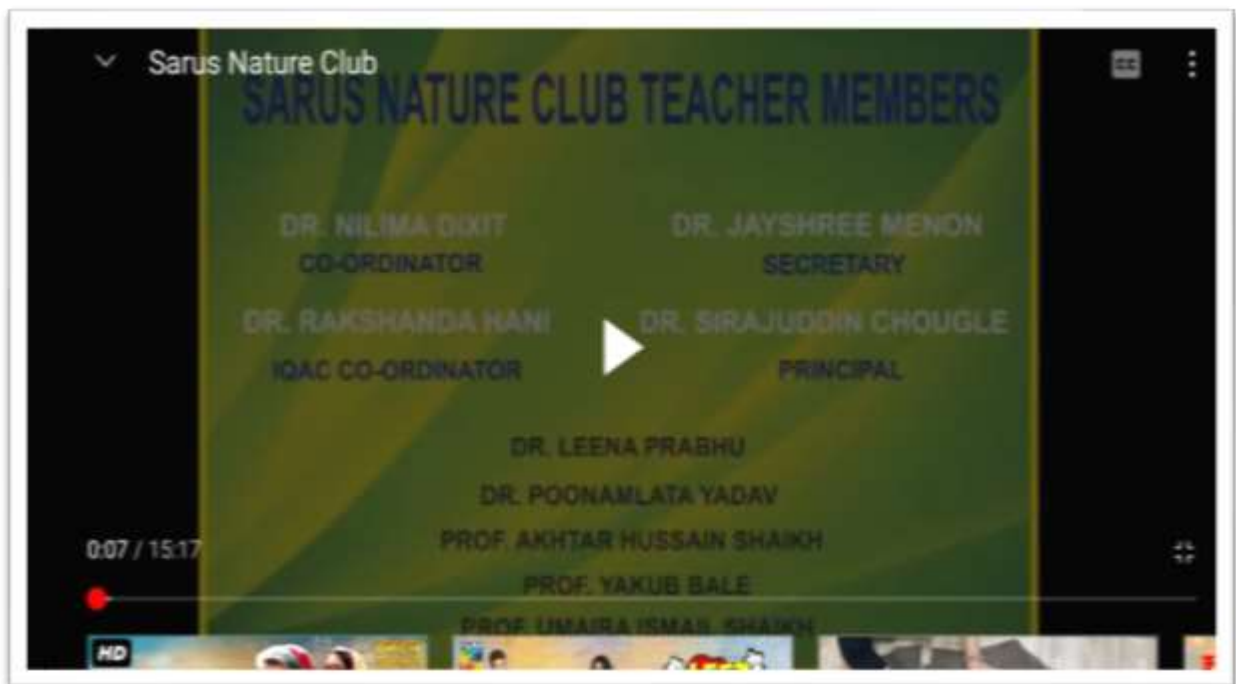 Sarus Nature Club
SARUS NATURE CLUB TEACHER MEMBERS
DR. NILIMA DIXIT
CO-ORDINATOR
DR. JAYSHREE MENON
SECRETARY
DR. RAKSHANDA HANI
IQAC CO-ORDINATOR
DR. SIRAJUDDIN CHOUGLE
PRINCIPAL
DR. LEENA PRABHU
DR. POONAMLATA YADAV
PROF. AKHTAR HUSSAIN SHAIKH
PROF. YAKUB BALE
PROF. UMAIRA ISMAIL SHAIKH
0:07 / 15:17
HD